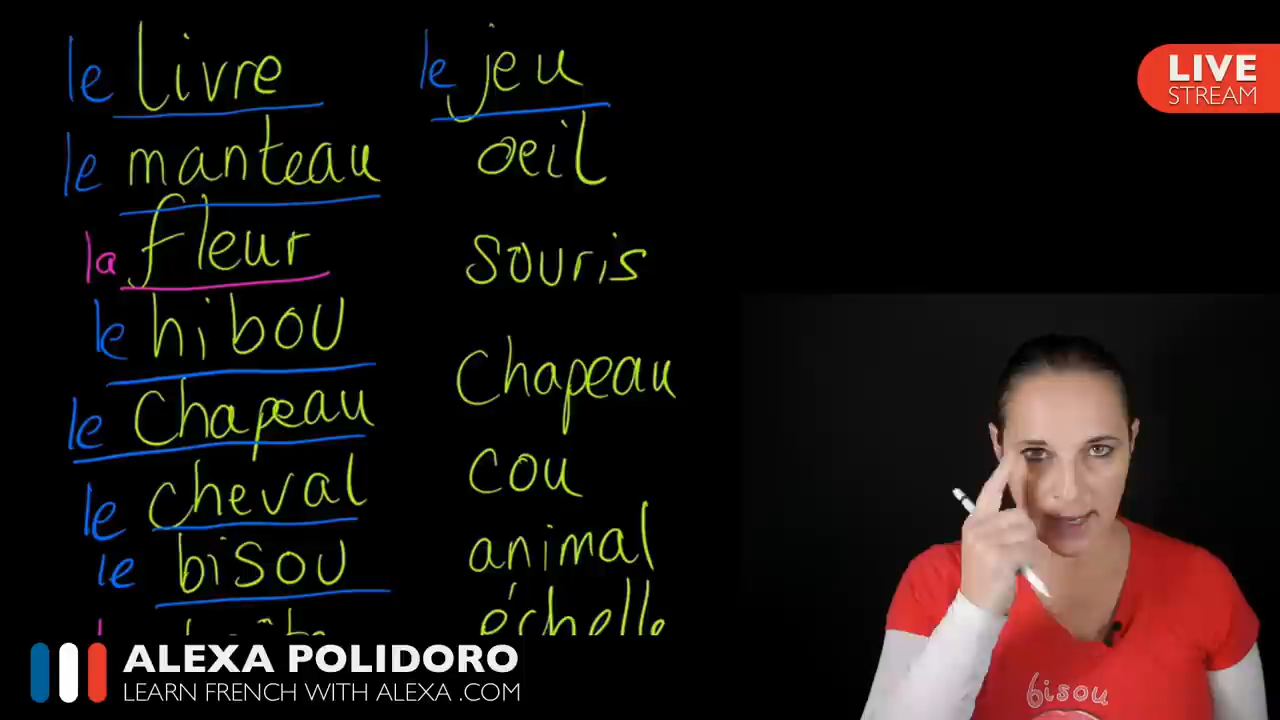 le livre
le manteau
la fleur
le hibou
le Chapeau
le cheval
le bisou
le jeu
oeil
souris
Chapeau
cou
animal
échelle
LIVE
STREAM
ALEXA POLIDORO
LEARN FRENCH WITH ALEXA .COM
bisou